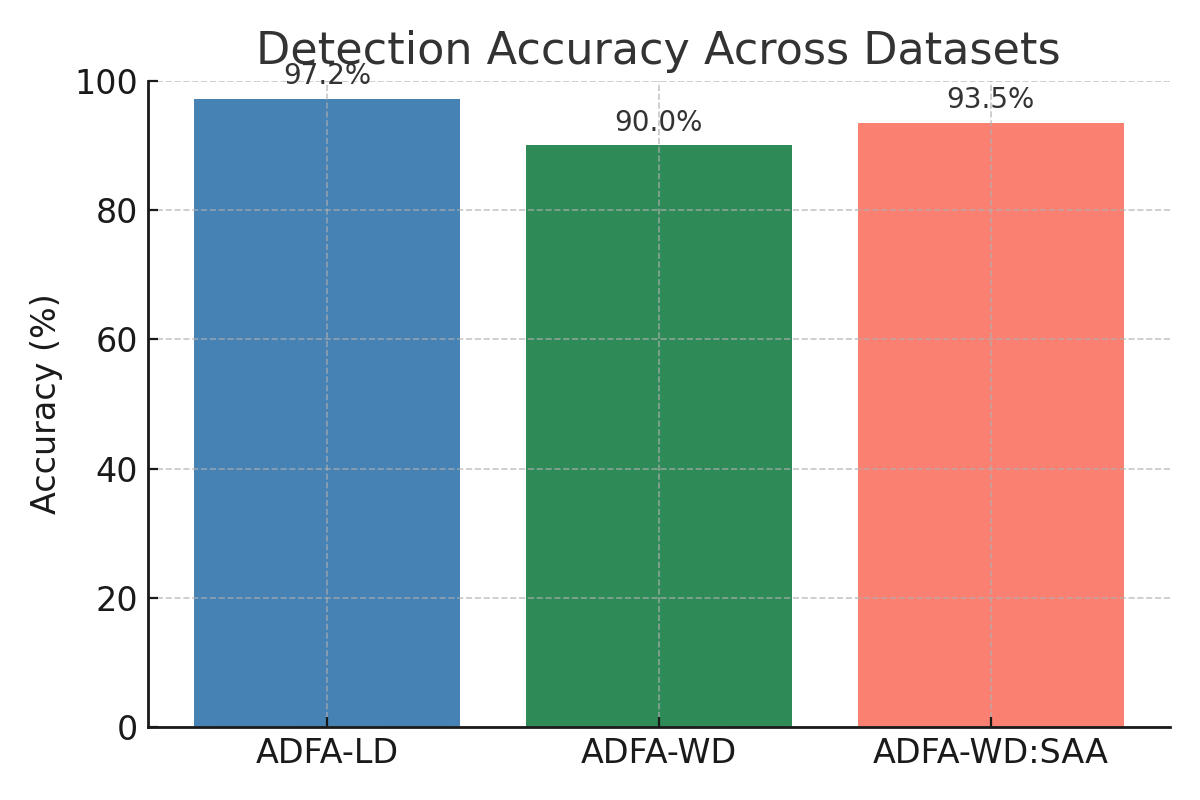 Detection Accuracy Across Datasets
97.2%
90.0%
93.5%
100
80
60
40
20
0
Accuracy (%)
ADFA-LD
ADFA-WD
ADFA-WD:SAA